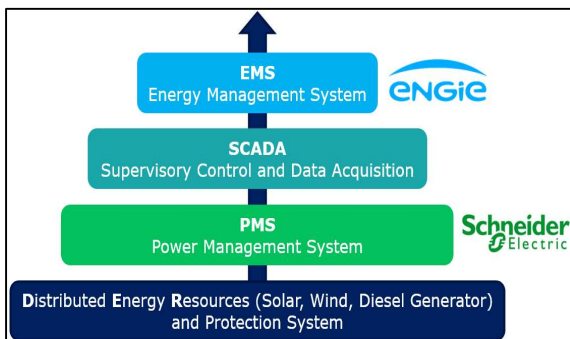 EMS
Energy Management System
ENGiE
SCADA
Supervisory Control and Data Acquisition
PMS
Power Management System
Schneider
Electric
Distributed Energy Resources (Solar, Wind, Diesel Generator)
and Protection System